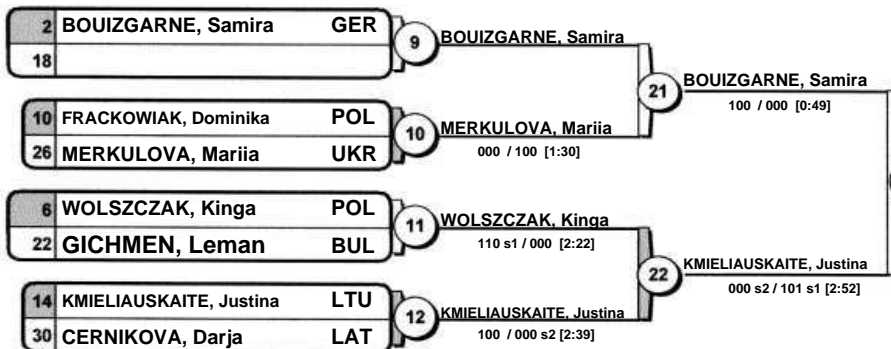 2 BOUIZGARNE, Samira GER
18
9
BOUIZGARNE, Samira
10 FRACKOWIAK, Dominika POL
26 MERKULOVA, Mariia UKR
10
MERKULOVA, Mariia
000 / 100 [1:30]
21
BOUIZGARNE, Samira
100 / 000 [0:49]
6 WOLSZCZAK, Kinga POL
22 GICHMEN, Leman BUL
11
WOLSZCZAK, Kinga
110 s1 / 000 [2:22]
14 KMIELIAUSKAITE, Justina LTU
30 CERNIKOVA, Darja LAT
12
KMIELIAUSKAITE, Justina
100 / 000 s2 [2:39]
22
KMIELIAUSKAITE, Justina
000 s2 / 101 s1 [2:52]